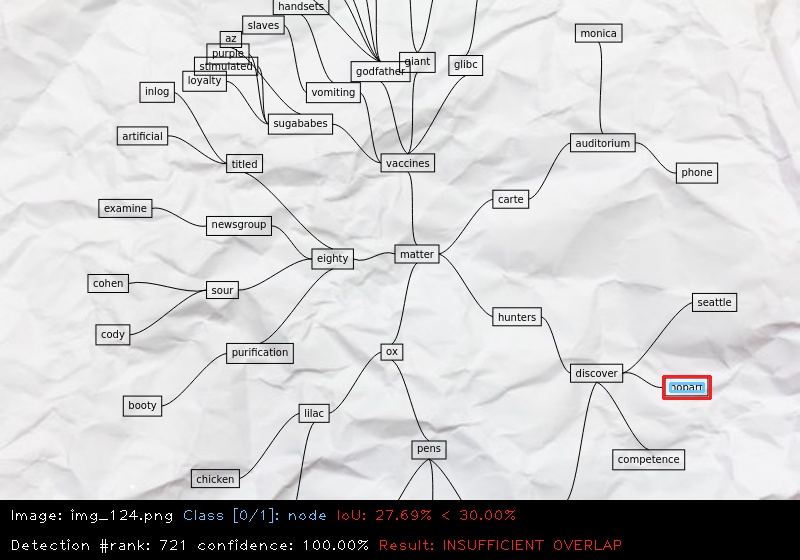 handsets
slaves
az
purple
stimulated
loyalty
inlog
vomiting
godfather
giant
glibc
monica
sugababes
artificial
titled
vaccines
auditorium
phone
carte
examine
newsgroup
eighty
matter
cohen
sour
seattle
cody
hunters
purification
ox
discover
booty
lilac
pens
competence
chicken
Image: img_124.png Class [0/1]: node IoU: 27.69% < 30.00%
Detection #rank: 721 confidence: 100.00% Result: INSUFFICIENT OVERLAP